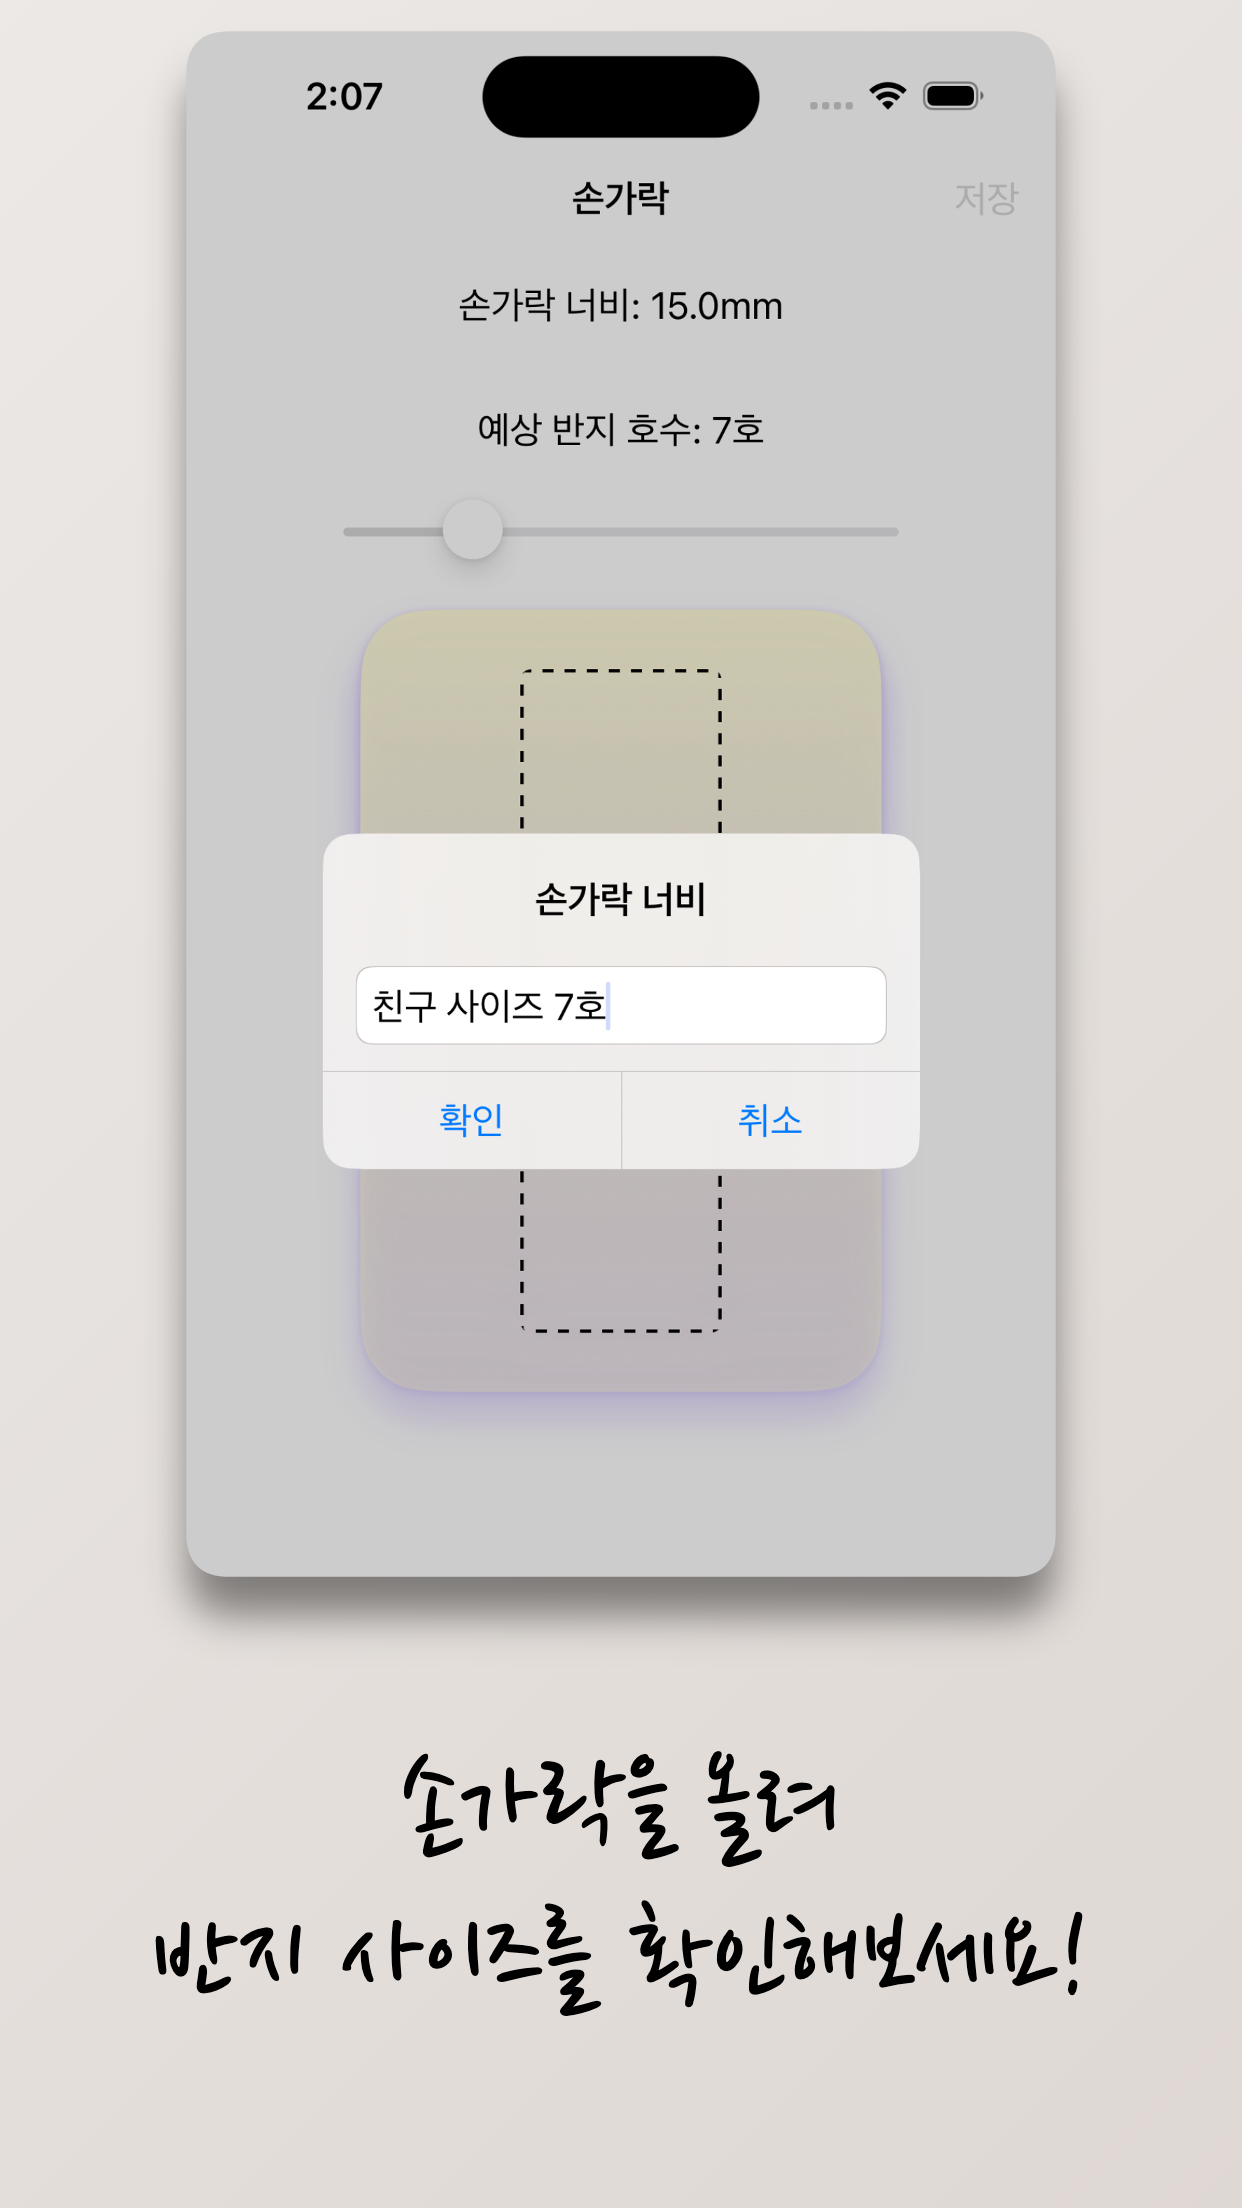 2:07
손가락
저장
손가락 너비: 15.0mm
예상 반지 호수: 7호
손가락 너비
친구 사이즈 7호
확인
취소
손가락을 올려
반지 사이즈를 확인해보세요!